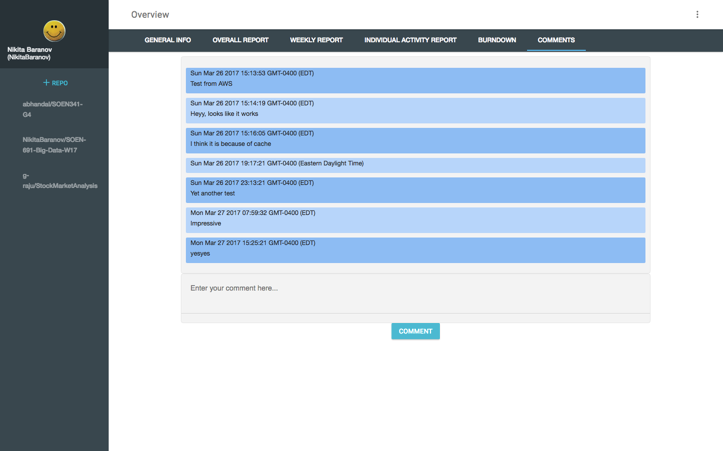 Nikita Baranov
(NikitaBaranov)
+ REPO
abhandal/SOEN341-
G4
NikitaBaranov/SOEN-
691-Big-Data-W17
g-
raju/StockMarketAnalysis
Overview
GENERAL INFO OVERALL REPORT WEEKLY REPORT INDIVIDUAL ACTIVITY REPORT BURNDOWN COMMENTS
Sun Mar 26 2017 15:13:53 GMT-0400 (EDT)
Test from AWS
Sun Mar 26 2017 15:14:19 GMT-0400 (EDT)
Heyy, looks like it works
Sun Mar 26 2017 15:16:05 GMT-0400 (EDT)
I think it is because of cache
Sun Mar 26 2017 19:17:21 GMT-0400 (Eastern Daylight Time)
Sun Mar 26 2017 23:13:21 GMT-0400 (EDT)
Yet another test
Mon Mar 27 2017 07:59:32 GMT-0400 (EDT)
Impressive
Mon Mar 27 2017 15:25:21 GMT-0400 (EDT)
yesyes
Enter your comment here...
COMMENT